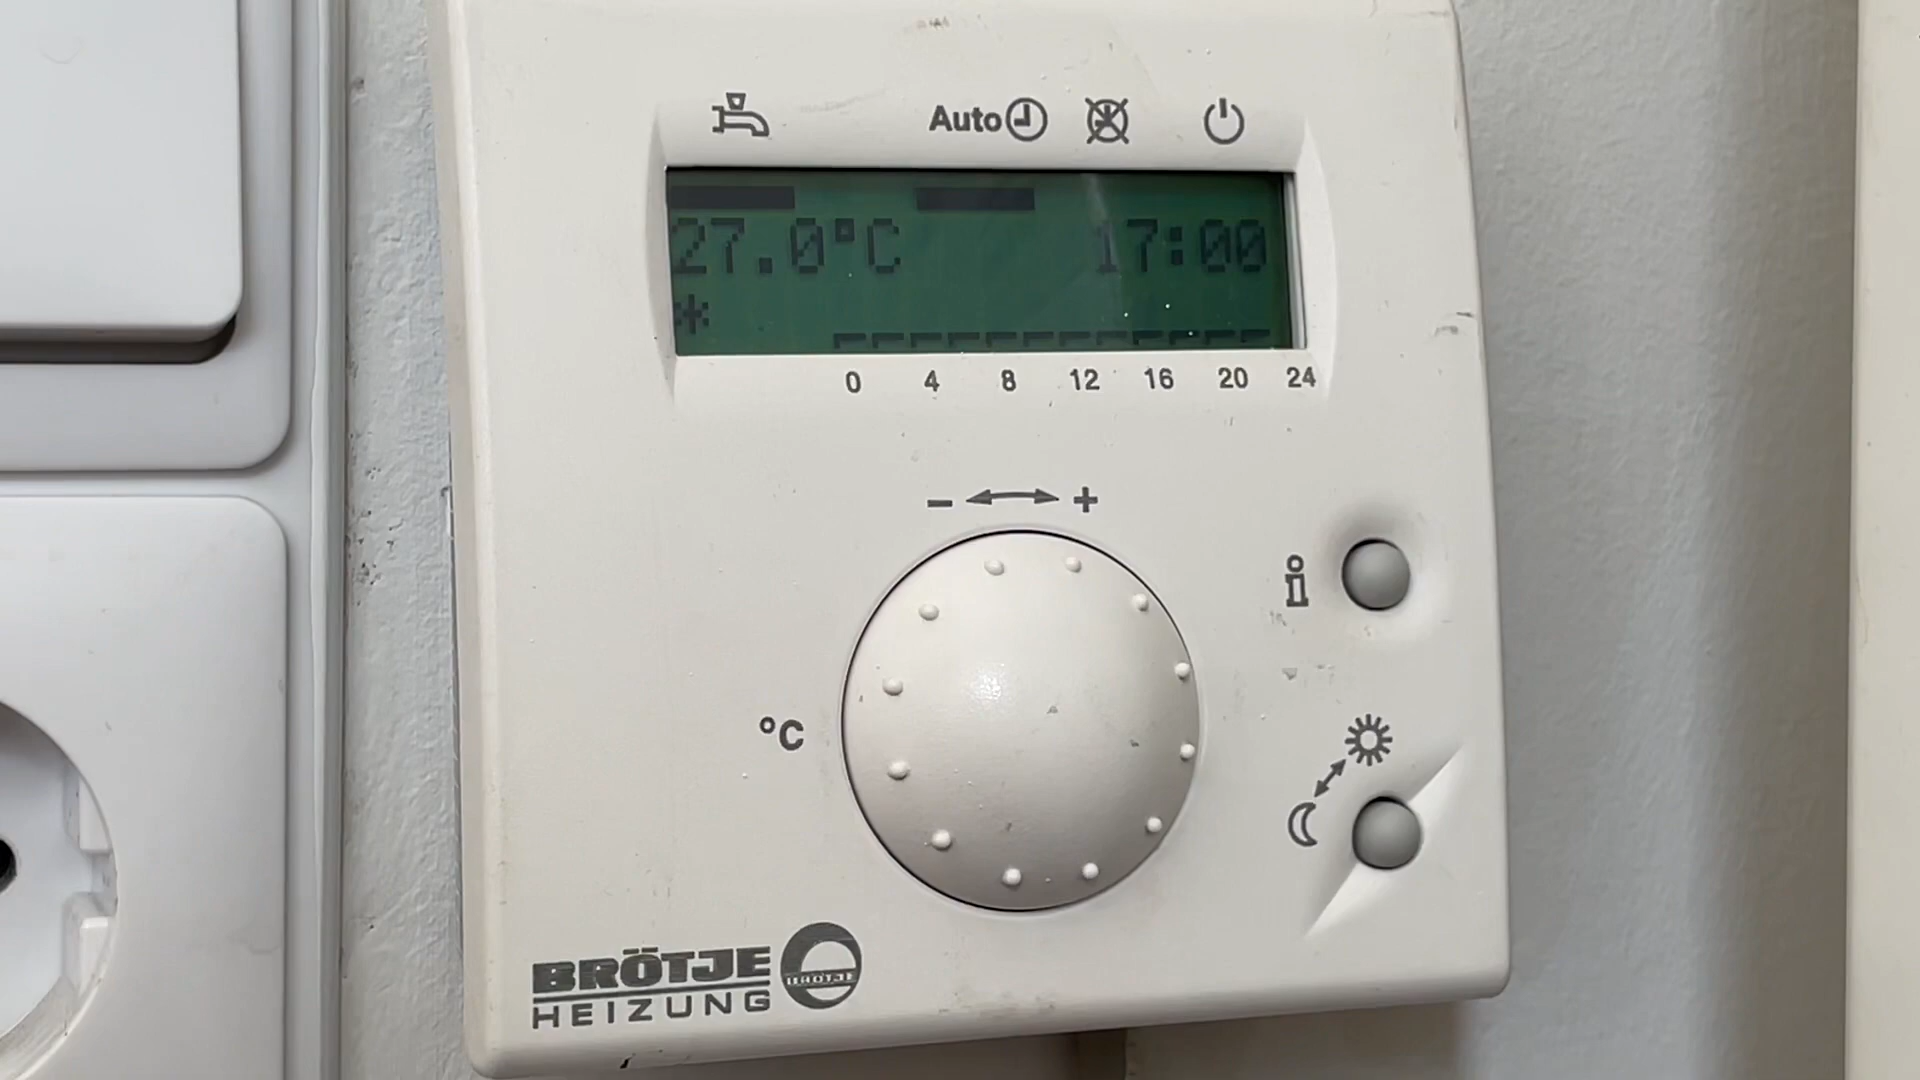 Auto
27.0°C 17:00
*
0 4 8 12 16 20 24
- +
i
°C
BRÖTJE
BRÖTJE
HEIZUNG